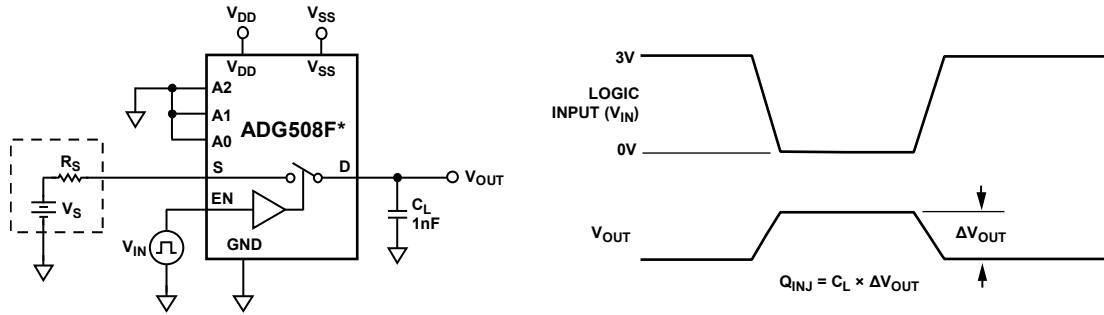 V_DD
V_SS
V_DD
V_SS
A2
A1
A0
ADG508F*
R_S
V_S
S
D
EN
GND
V_IN
C_L
1nF
V_OUT
3V
LOGIC
INPUT (V_IN)
0V
V_OUT
ΔV_OUT
Q_INJ = C_L × ΔV_OUT